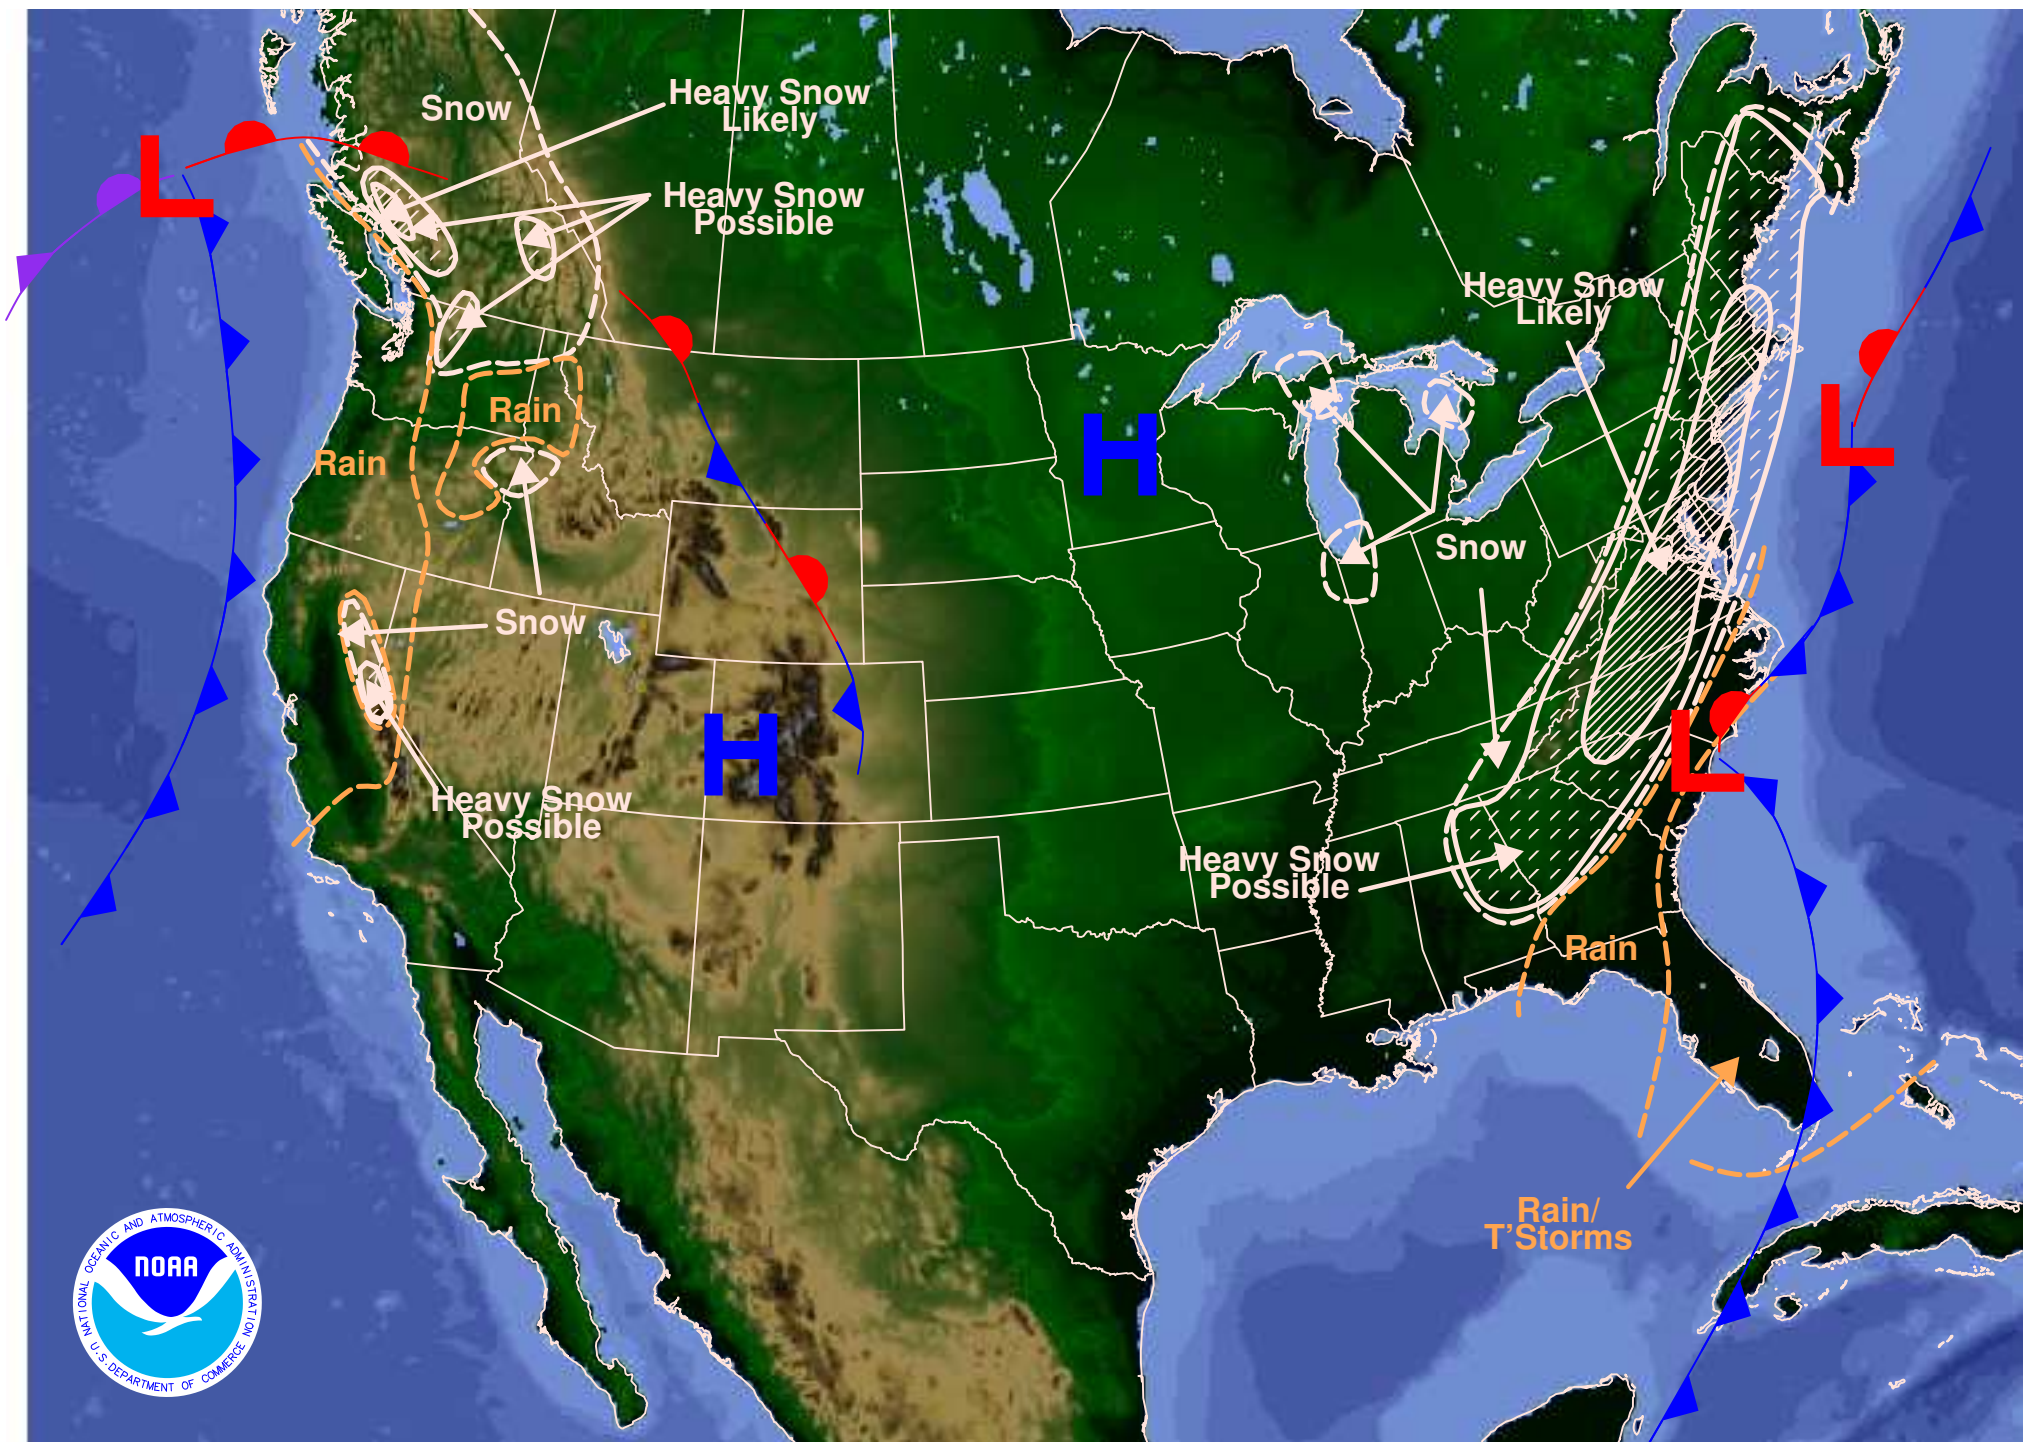 Snow
Heavy Snow
Likely
L
Heavy Snow
Possible
Heavy Snow
Likely
Rain
Rain
H
L
Snow
Snow
H
L
Heavy Snow
Possible
Heavy Snow
Possible
Rain
Rain/
T'Storms
NATIONAL OCEANIC AND ATMOSPHERIC ADMINISTRATION
NOAA
U.S. DEPARTMENT OF COMMERCE